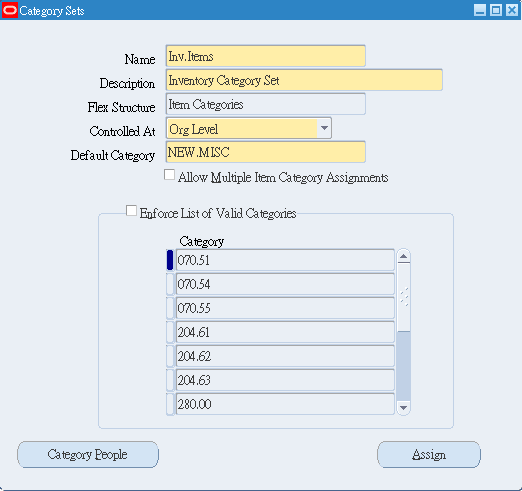 Category Sets
Name Inv.Items
Description Inventory Category Set
Flex Structure Item Categories
Controlled At Org Level
Default Category NEW.MISC
Allow Multiple Item Category Assignments
Enforce List of Valid Categories
Category
070.51
070.54
070.55
204.61
204.62
204.63
280.00
Category People Assign